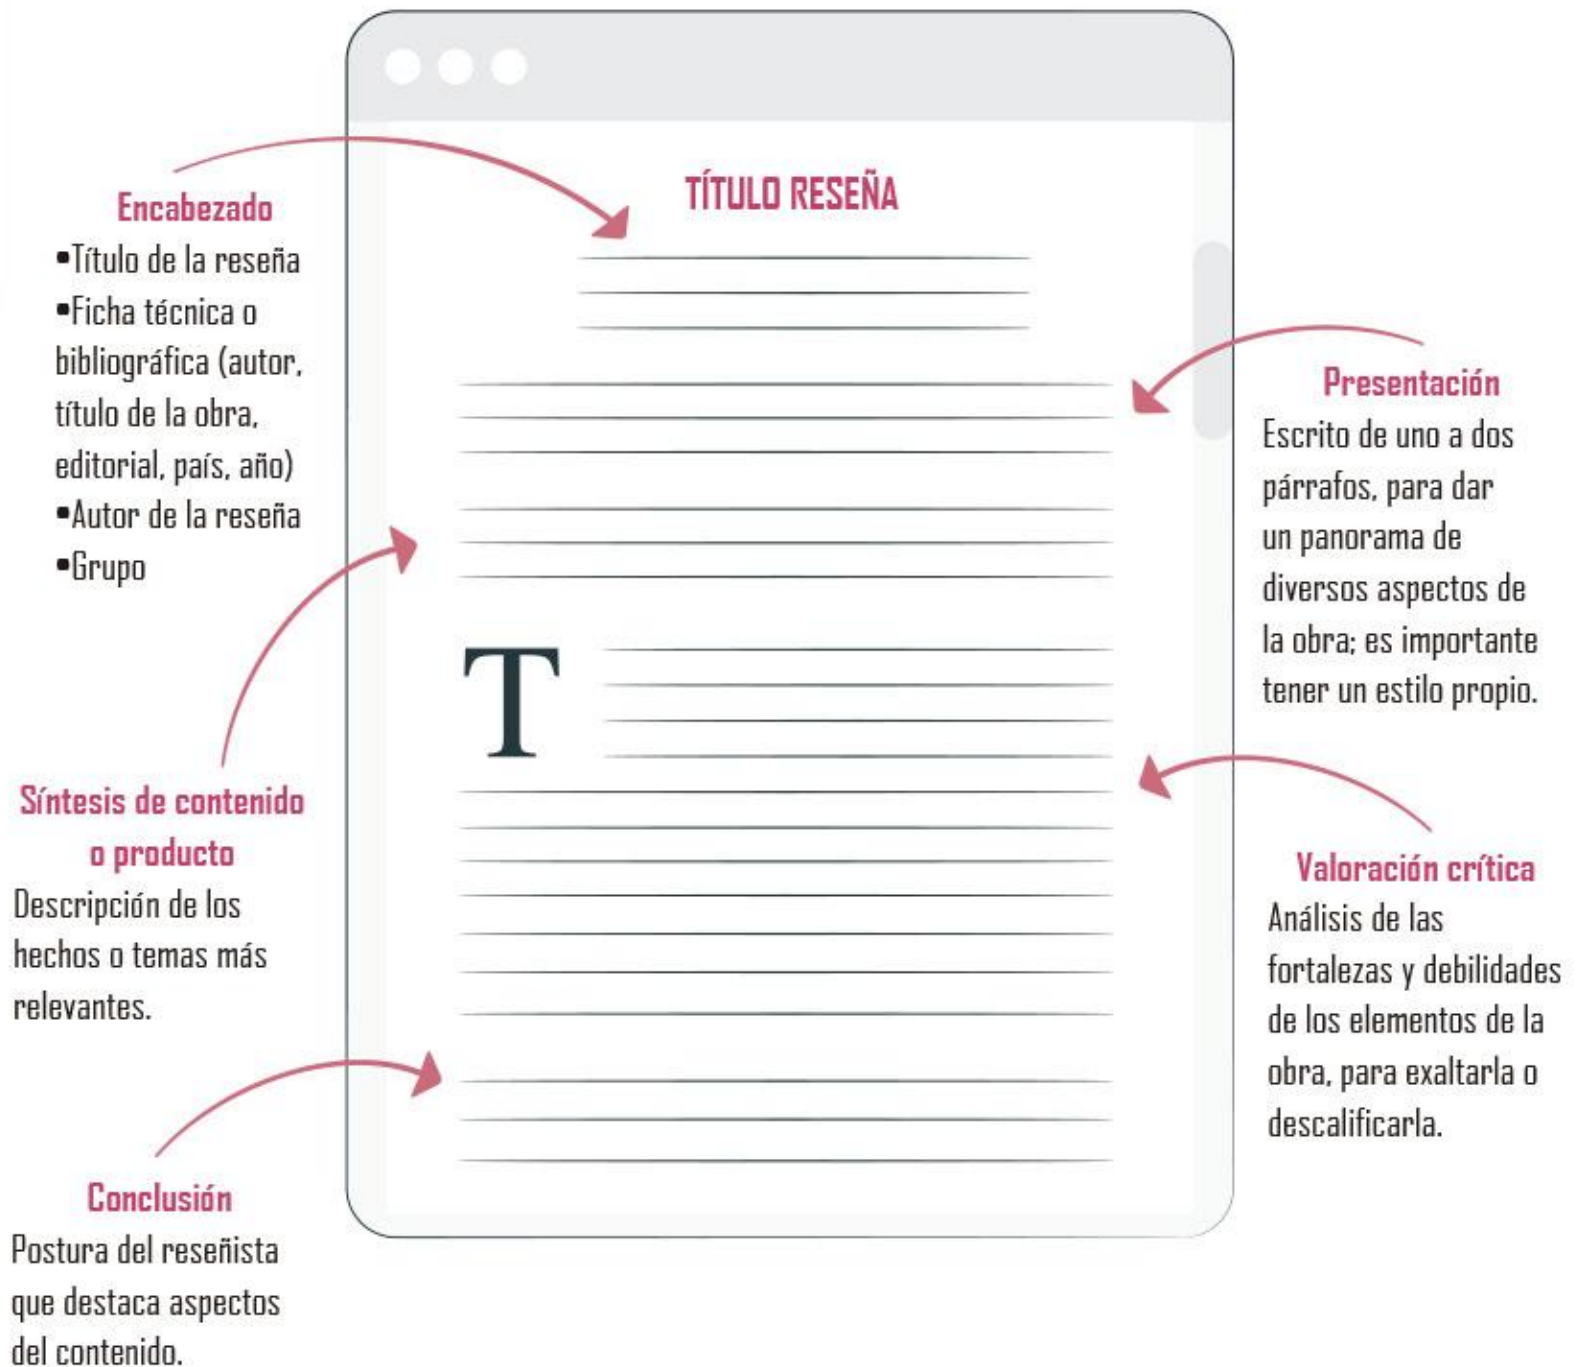 TÍTULO RESEÑA
Encabezado
•Título de la reseña
•Ficha técnica o
bibliográfica (autor,
título de la obra,
editorial, país, año)
•Autor de la reseña
•Grupo
Presentación
Escrito de uno a dos
párrafos, para dar
un panorama de
diversos aspectos de
la obra; es importante
tener un estilo propio.
T
Síntesis de contenido
o producto
Descripción de los
hechos o temas más
relevantes.
Valoración crítica
Análisis de las
fortalezas y debilidades
de los elementos de la
obra, para exaltarla o
descalificarla.
Conclusión
Postura del reseñista
que destaca aspectos
del contenido.